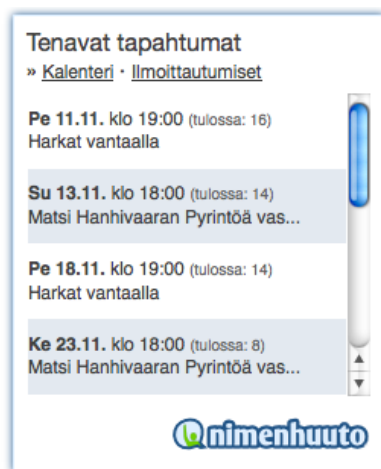 Tenavat tapahtumat
» Kalenteri · Ilmoittautumiset
Pe 11.11. klo 19:00 (tulossa: 16)
Harkat vantaalla
Su 13.11. klo 18:00 (tulossa: 14)
Matsi Hanhivaaran Pyrintöä vas...
Pe 18.11. klo 19:00 (tulossa: 14)
Harkat vantaalla
Ke 23.11. klo 18:00 (tulossa: 8)
Matsi Hanhivaaran Pyrintöä vas...
nimenhuuto